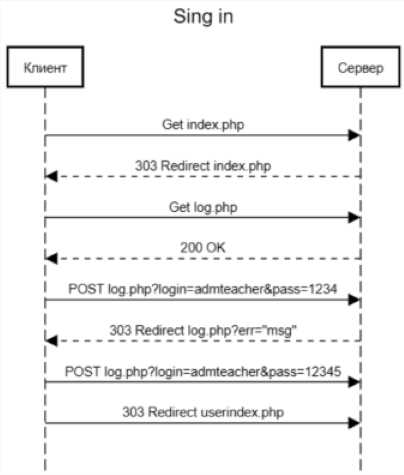 Sing in
Клиент
Сервер
Get index.php
303 Redirect index.php
Get log.php
200 OK
POST log.php?login=admteacher&pass=1234
303 Redirect log.php?err="msg"
POST log.php?login=admteacher&pass=12345
303 Redirect userindex.php